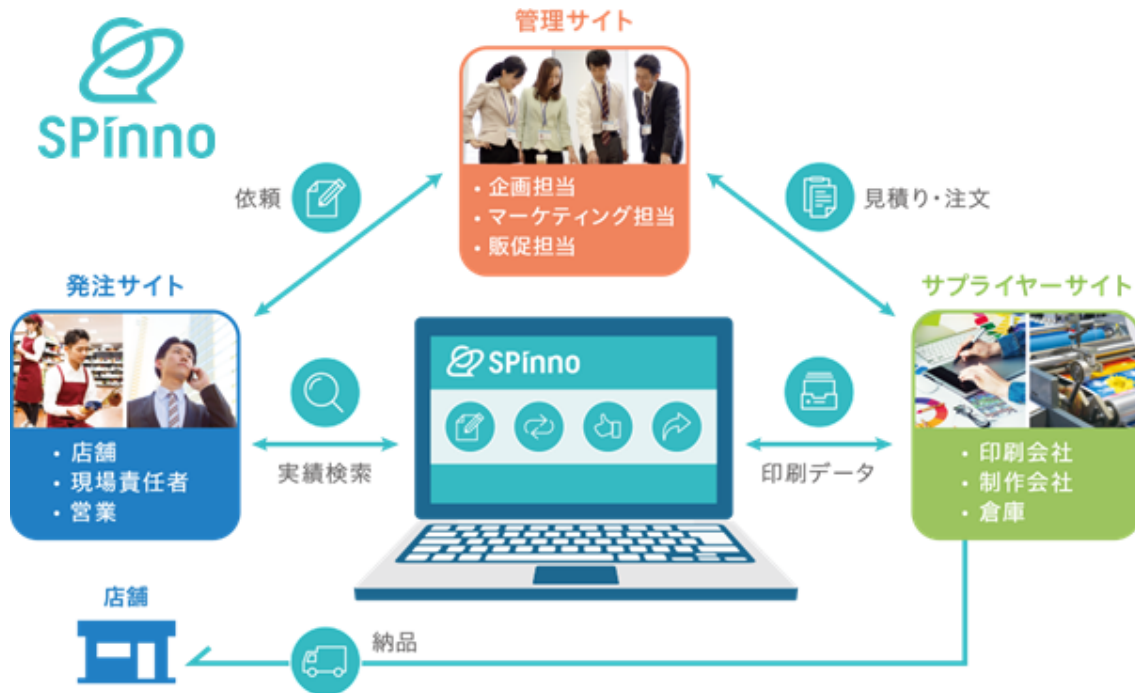 管理サイト
SPinno
依頼
・企画担当
・マーケティング担当
・販促担当
見積り・注文
発注サイト
サプライヤーサイト
SPinno
・店舗
・現場責任者
・営業
実績検索
印刷データ
・印刷会社
・制作会社
・倉庫
店舗
納品